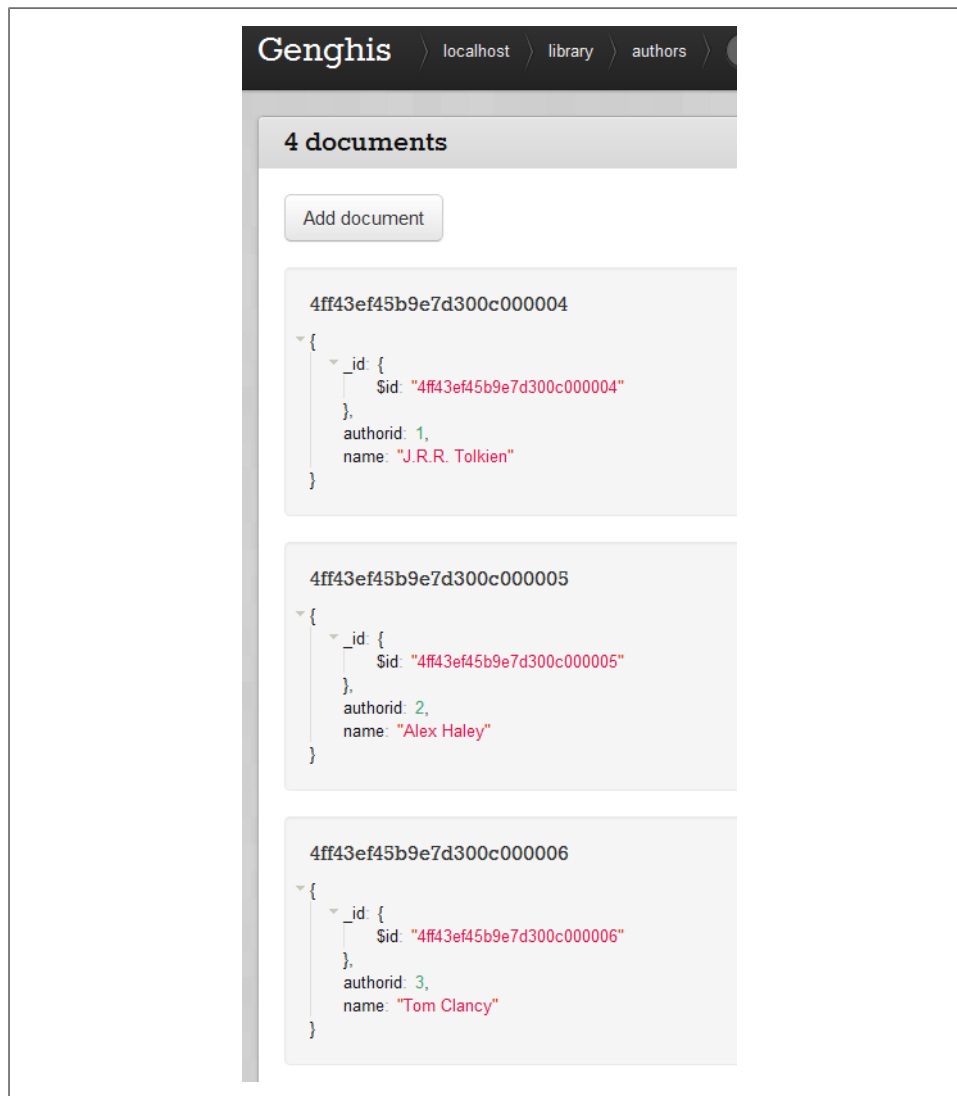 Genghis localhost library authors
4 documents
Add document
4ff43ef45b9e7d300c000004
{
_id: {
$id: "4ff43ef45b9e7d300c000004"
},
authorid: 1,
name: "J.R.R. Tolkien"
}
4ff43ef45b9e7d300c000005
{
_id: {
$id: "4ff43ef45b9e7d300c000005"
},
authorid: 2,
name: "Alex Haley"
}
4ff43ef45b9e7d300c000006
{
_id: {
$id: "4ff43ef45b9e7d300c000006"
},
authorid: 3,
name: "Tom Clancy"
}